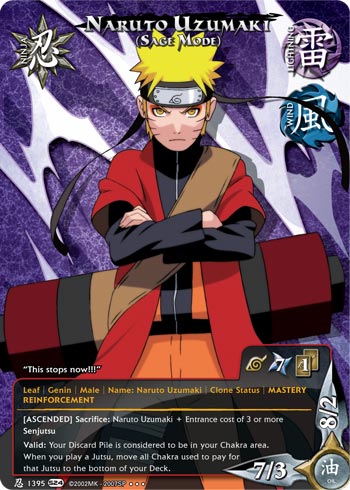 NARUTO UZUMAKI
(SAGE MODE)
NINJA
忍
LIGHTNING
雷
WIND
風
"This stops now!!!"
1
Leaf | Genin | Male | Name: Naruto Uzumaki | Clone Status | MASTERY
REINFORCEMENT
[ASCENDED] Sacrifice: Naruto Uzumaki + Entrance cost of 3 or more
Senjutsu
Valid: Your Discard Pile is considered to be in your Chakra area.
When you play a Jutsu, move all Chakra used to pay for
that Jutsu to the bottom of your Deck.
8/2
7/3
油
OIL
1395 S24 ©2002MK - 2007SP